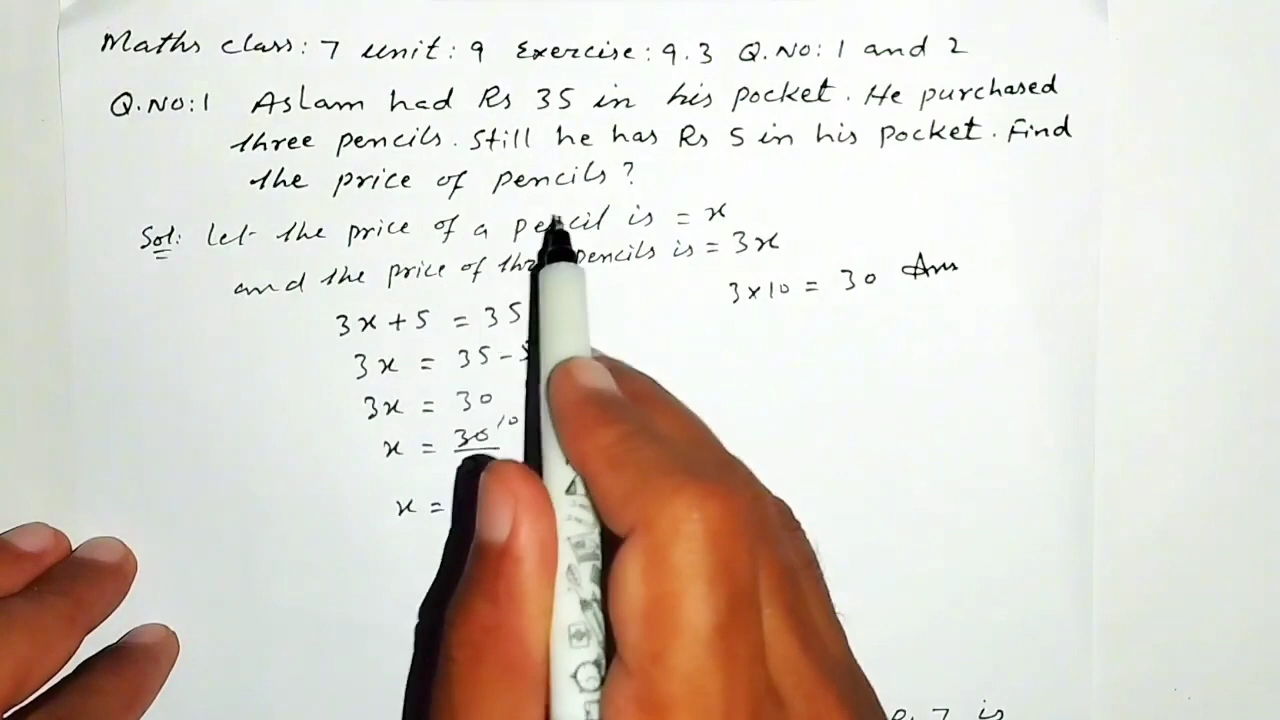 Maths class: 7 unit: 9 Exercise: 9.3 Q.NO: 1 and 2
Q.NO:1 Aslam had Rs 35 in his pocket. He purchased
three pencils. Still he has Rs 5 in his pocket. Find
the price of pencils?
Sol: Let the price of a pencil is = x
and the price of pencils is = 3x
3x10 = 30 Ans
3x + 5 = 35
3x = 35 -
3x = 30
x = 30 10
x =
7 is